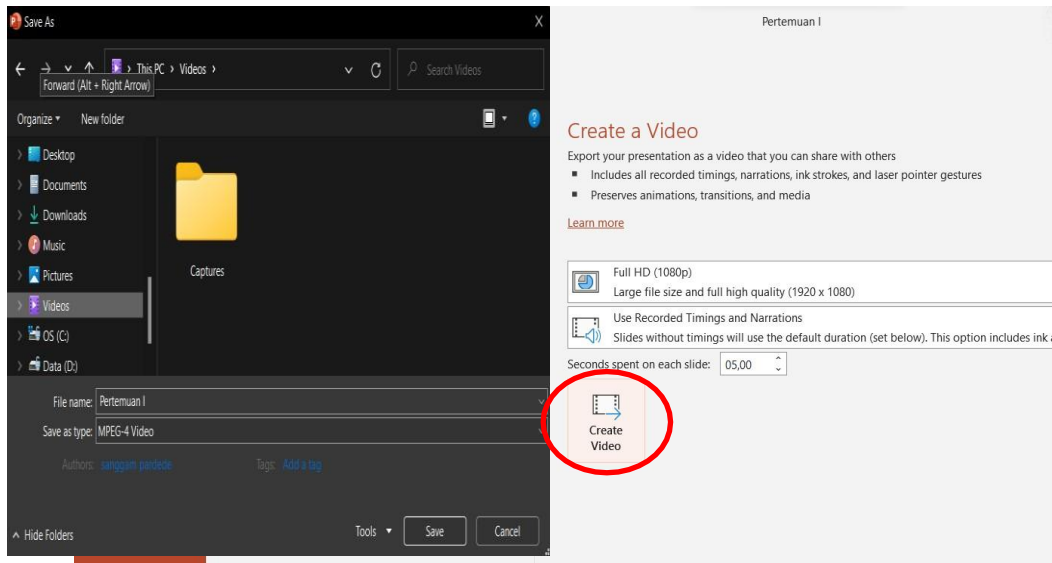 Save As
X
This PC > Videos >
Search Videos
Forward (Alt + Right Arrow)
Organize
New folder
Desktop
Documents
Downloads
Music
Pictures
Videos
OS (C:)
Data (D:)
Captures
File name: Pertemuan I
Save as type: MPEG-4 Video
Authors: sanggam pardede
Tags: Add a tag
Hide Folders
Tools
Save
Cancel
Pertemuan I
Create a Video
Export your presentation as a video that you can share with others
Includes all recorded timings, narrations, ink strokes, and laser pointer gestures
Preserves animations, transitions, and media
Learn more
Full HD (1080p)
Large file size and full high quality (1920 x 1080)
Use Recorded Timings and Narrations
Slides without timings will use the default duration (set below). This option includes ink
Seconds spent on each slide: 05,00
Create
Video